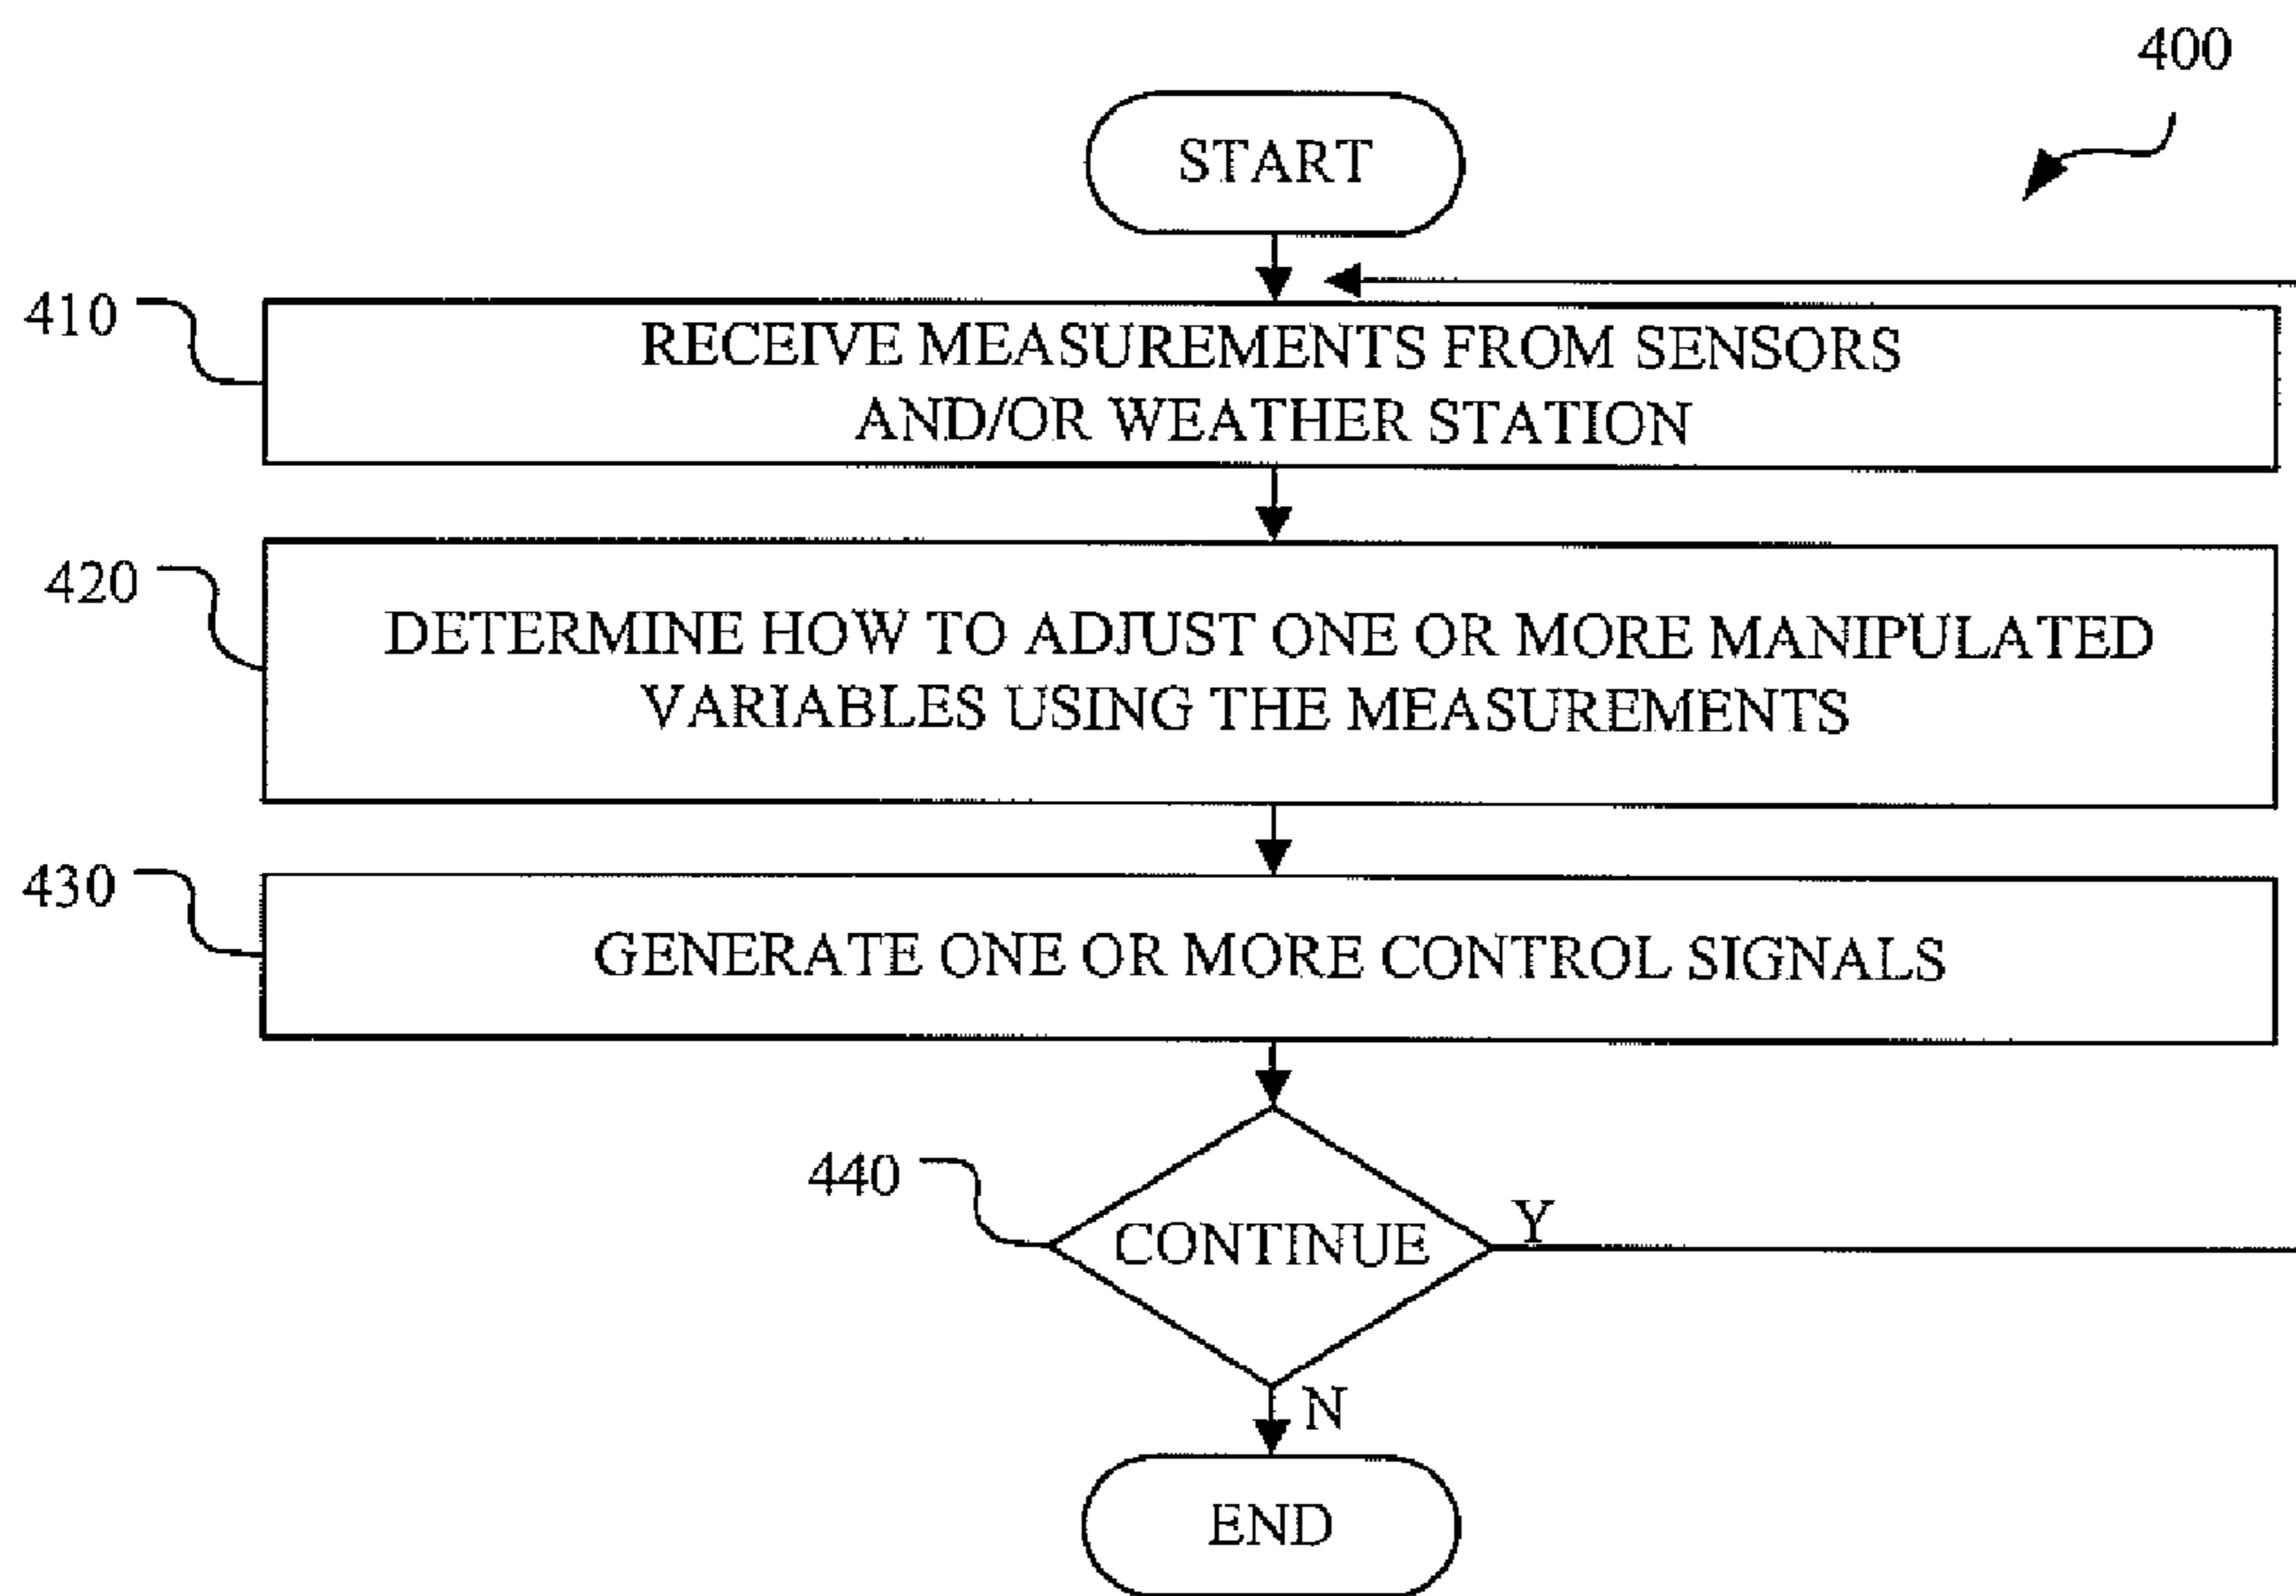 400
START
410
RECEIVE MEASUREMENTS FROM SENSORS
AND/OR WEATHER STATION
420
DETERMINE HOW TO ADJUST ONE OR MORE MANIPULATED
VARIABLES USING THE MEASUREMENTS
430
GENERATE ONE OR MORE CONTROL SIGNALS
440
CONTINUE
Y
N
END